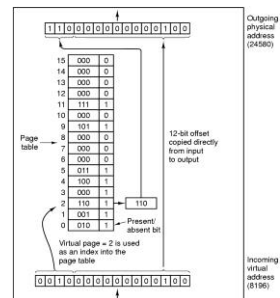 1 1 0 0 0 0 0 0 0 0 0 0 1 0 0
Outgoing
physical
address
(24580)
15 000 0
14 000 0
13 000 0
12 000 0
11 111 1
10 000 0
9 101 1
8 000 0
7 000 0
6 000 0
5 011 1
4 100 1
3 000 1
2 110 1
1 001 1
0 010 1
Page
table
110
12-bit offset
copied directly
from input
to output
Present/
absent bit
Virtual page = 2 is used
as an index into the
page table
Incoming
virtual
address
(8196)
0 0 1 0 0 0 0 0 0 0 0 0 0 1 0 0